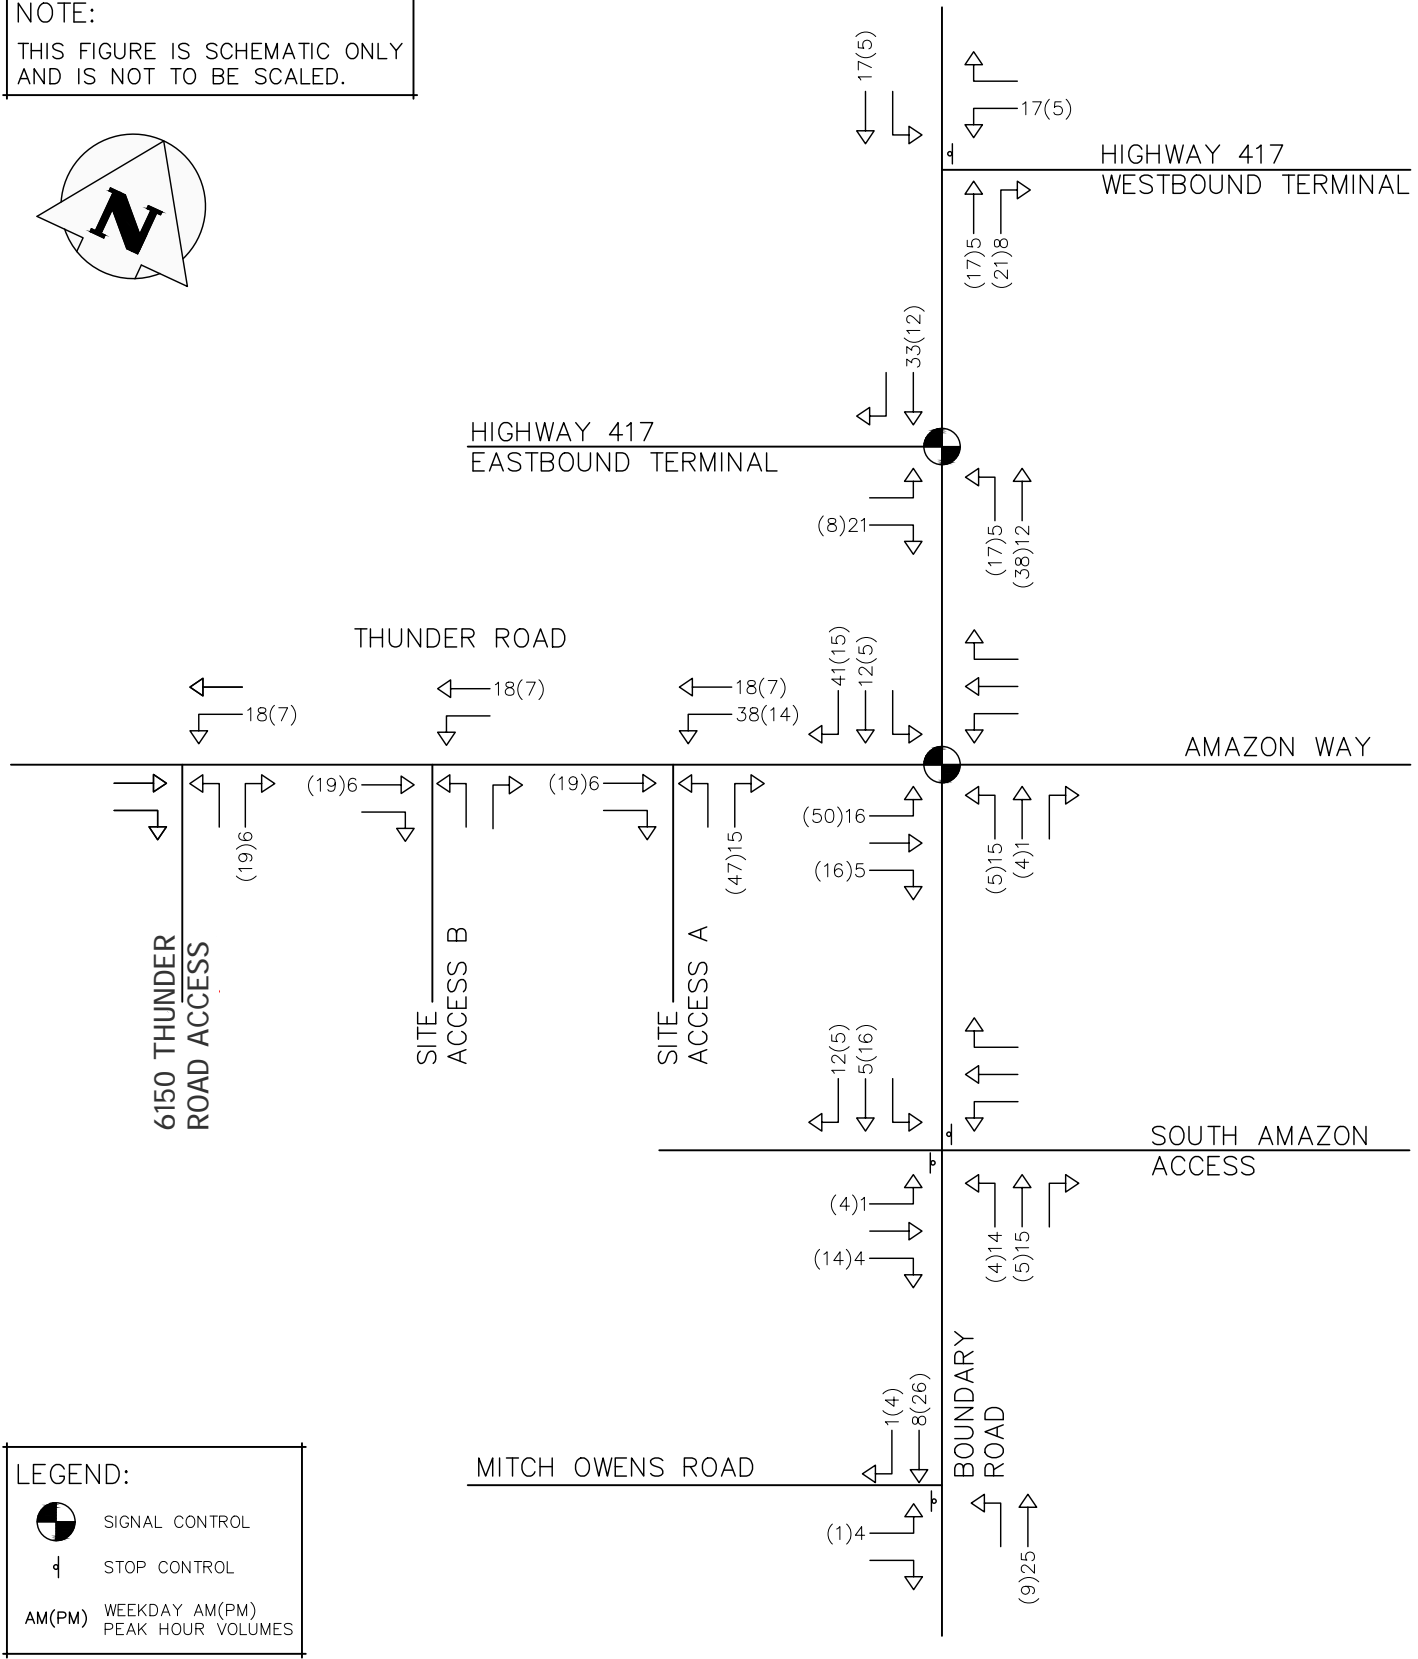 NOTE:
THIS FIGURE IS SCHEMATIC ONLY
AND IS NOT TO BE SCALED.
N
17(5)
17(5)
HIGHWAY 417
WESTBOUND TERMINAL
(17)5
(21)8
33(12)
HIGHWAY 417
EASTBOUND TERMINAL
(8)21
(17)5
(38)12
THUNDER ROAD
41(15)
12(5)
18(7)
18(7)
18(7)
38(14)
AMAZON WAY
(19)6
(19)6
(19)6
(47)15
(50)16
(16)5
(5)15
(4)1
6150 THUNDER
ROAD ACCESS
SITE
ACCESS B
SITE
ACCESS A
12(5)
5(16)
SOUTH AMAZON
ACCESS
(4)1
(14)4
(4)14
(5)15
BOUNDARY
ROAD
1(4)
8(26)
MITCH OWENS ROAD
(1)4
(9)25
LEGEND:
SIGNAL CONTROL
STOP CONTROL
AM(PM) WEEKDAY AM(PM)
PEAK HOUR VOLUMES